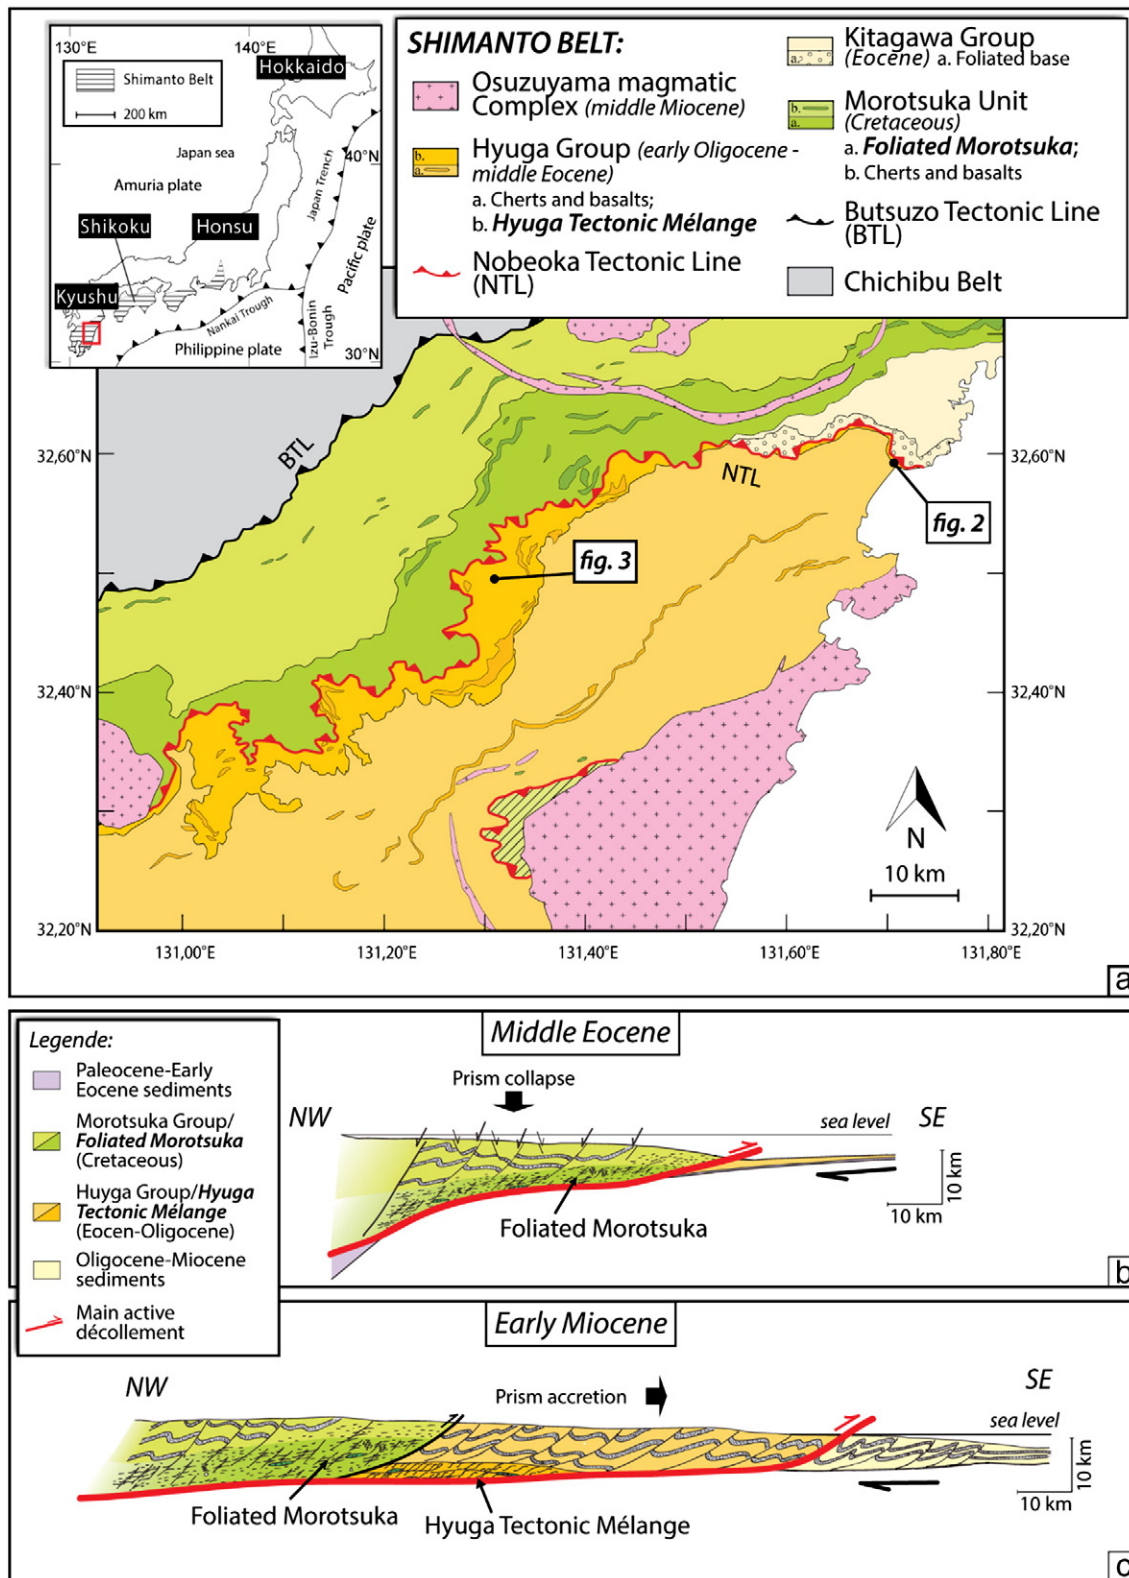 130°E
140°E
Hokkaido
Shimanto Belt
200 km
Japan sea
40°N
Amuria plate
Japan Trench
Shikoku
Honsu
Pacific plate
Kyushu
Nankai Trough
Izu-Bonin
Trough
Philippine plate
30°N
SHIMANTO BELT:
Osuzuyama magmatic
Complex (middle Miocene)
b.
a.
Hyuga Group (early Oligocene -
middle Eocene)
a. Cherts and basalts;
b. Hyuga Tectonic Mélange
Nobeoka Tectonic Line
(NTL)
a.
Kitagawa Group
(Eocene) a. Foliated base
b.
a.
Morotsuka Unit
(Cretaceous)
a. Foliated Morotsuka;
b. Cherts and basalts
Butsuzo Tectonic Line
(BTL)
Chichibu Belt
32,60°N
BTL
NTL
32,60°N
fig. 2
fig. 3
32,40°N
32,40°N
N
10 km
32,20°N
32,20°N
131,00°E
131,20°E
131,40°E
131,60°E
131,80°E
a
Legende:
Paleocene-Early
Eocene sediments
Morotsuka Group/
Foliated Morotsuka
(Cretaceous)
Huyga Group/Hyuga
Tectonic Mélange
(Eocen-Oligocene)
Oligocene-Miocene
sediments
Main active
décollement
Middle Eocene
Prism collapse
NW
sea level
SE
10 km
10 km
Foliated Morotsuka
b
Early Miocene
NW
Prism accretion
SE
sea level
10 km
10 km
Foliated Morotsuka
Hyuga Tectonic Mélange
c